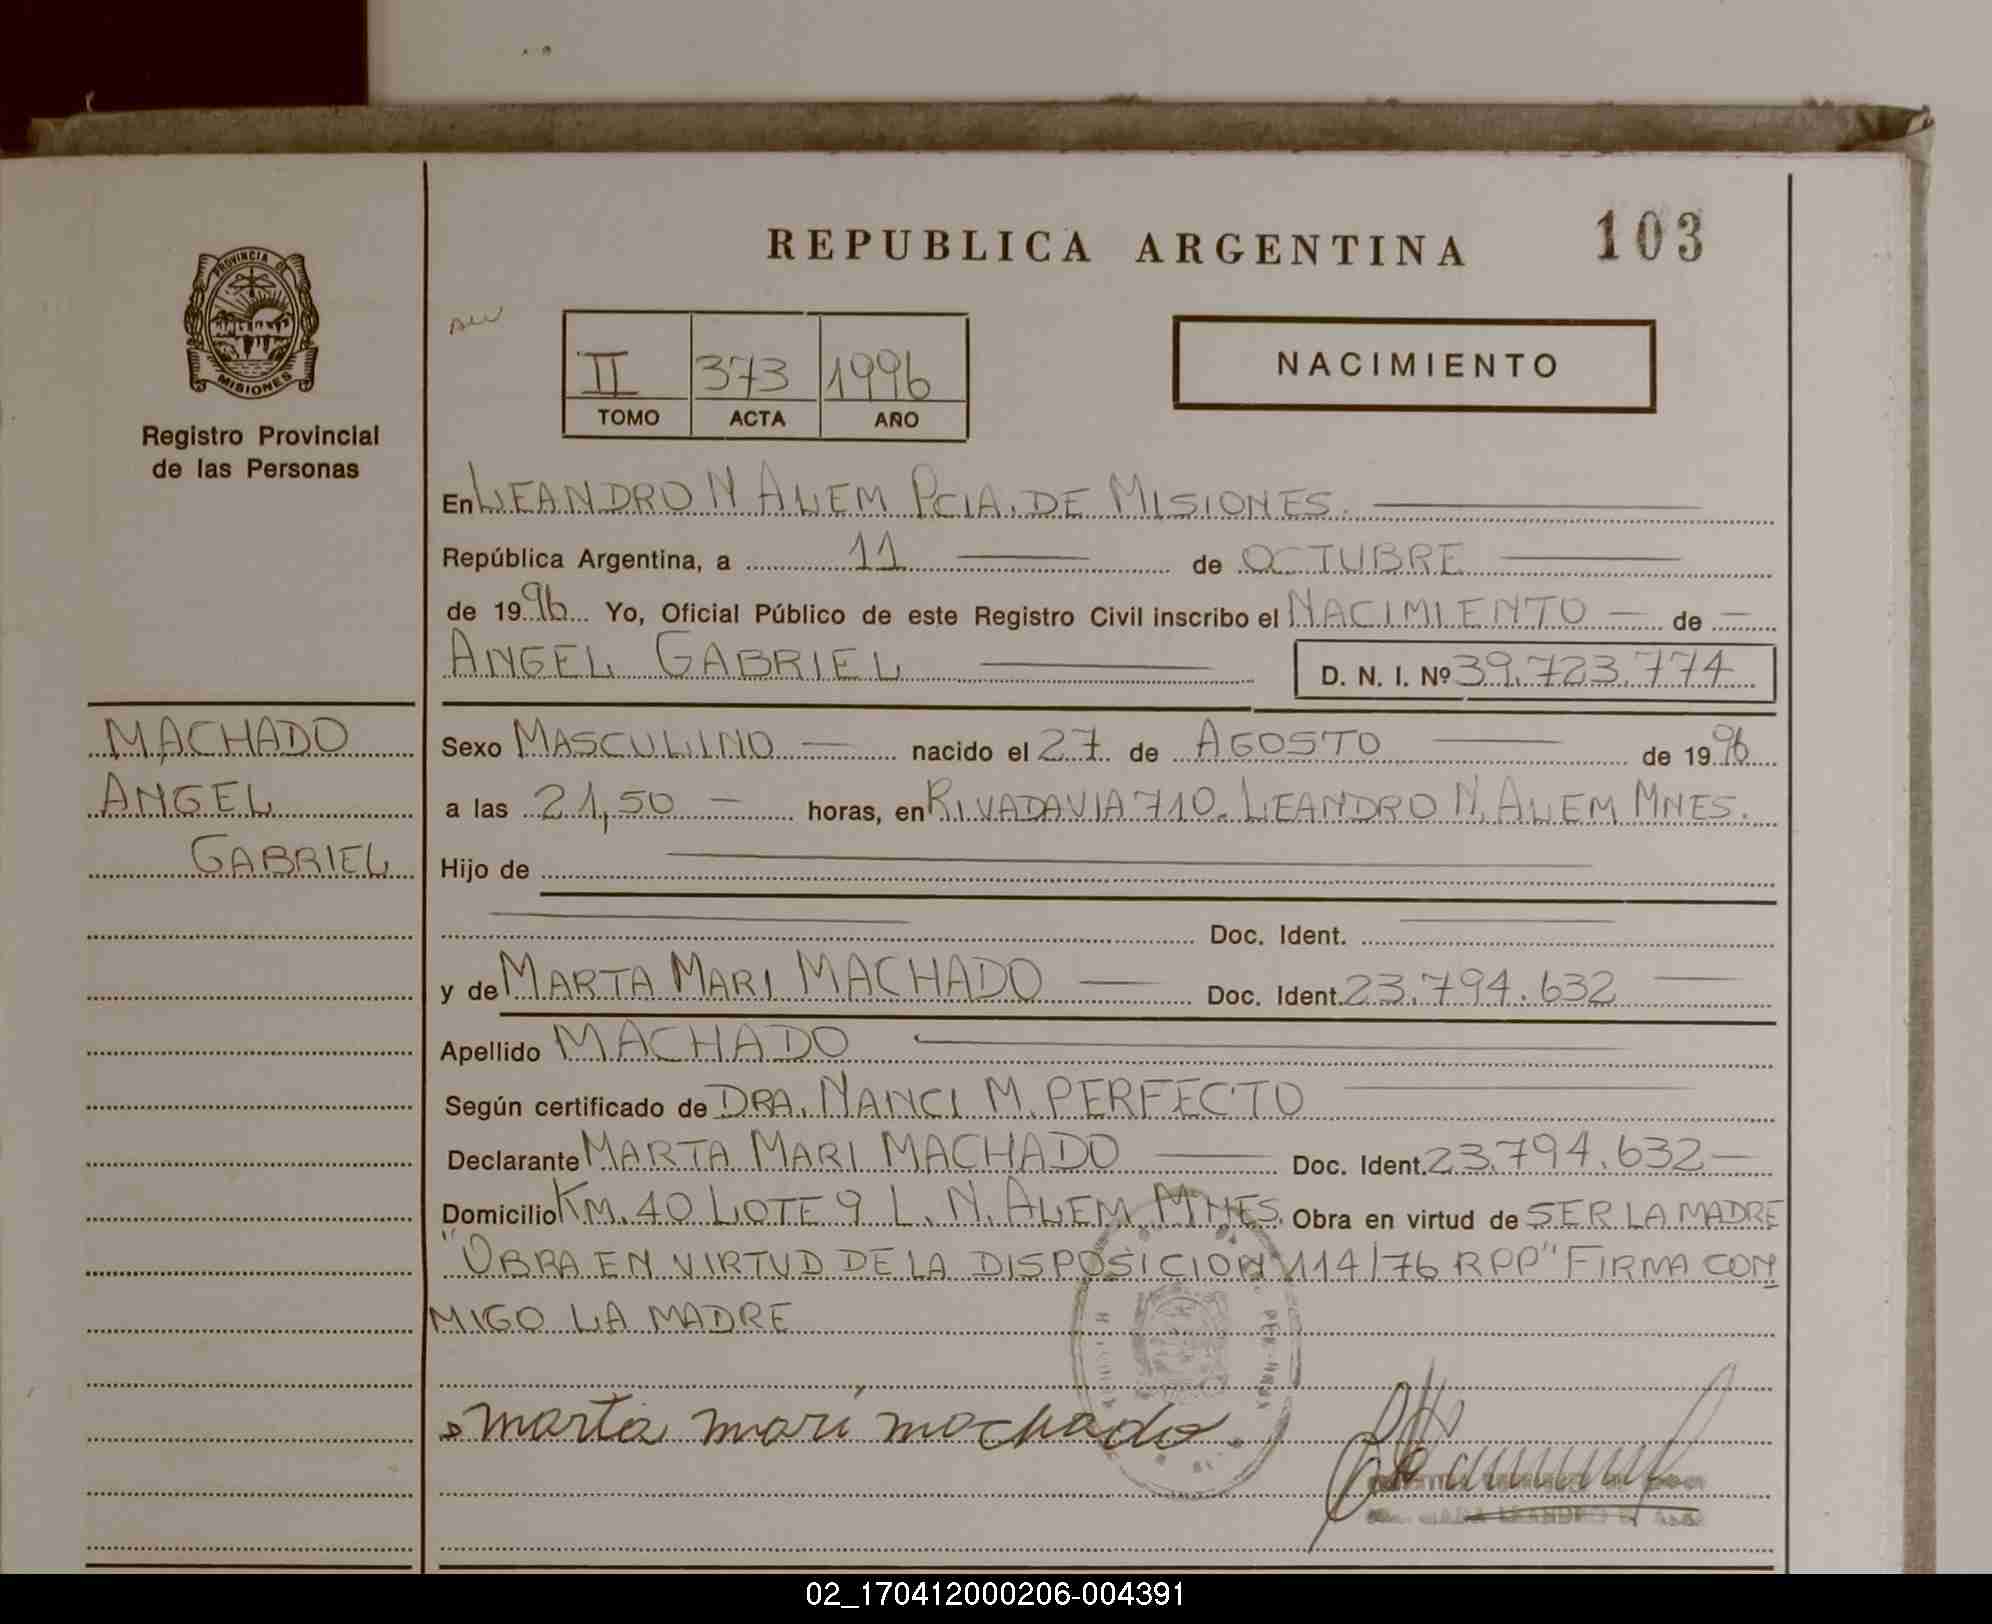 103
REPUBLICA ARGENTINA
PROVINCIA DE
MISIONES
Registro Provincial
de las Personas
II 373 1996
TOMO ACTA AÑO
NACIMIENTO
En LEANDRO N ALEM PCIA. DE MISIONES.
República Argentina, a 11 de OCTUBRE
de 1996 Yo, Oficial Público de este Registro Civil inscribo el NACIMIENTO de
ANGEL GABRIEL D. N. I. Nº 39.723.774
MACHADO
ANGEL
GABRIEL
Sexo MASCULINO nacido el 27 de AGOSTO de 1996
a las 21,50 horas, en RIVADAVIA 710. LEANDRO N. ALEM MNES.
Hijo de
Doc. Ident.
y de MARTA MARI MACHADO Doc. Ident. 23.794.632
Apellido MACHADO
Según certificado de DRA. NANCI M. PERFECTO
Declarante MARTA MARI MACHADO Doc. Ident. 23.794.632
Domicilio KM. 40 LOTE 9 L. N. ALEM MNES. Obra en virtud de SER LA MADRE
"OBRA EN VIRTUD DE LA DISPOSICION 114/76 RPP" FIRMA CON
MIGO LA MADRE
marta mari machado
02_170412000206-004391